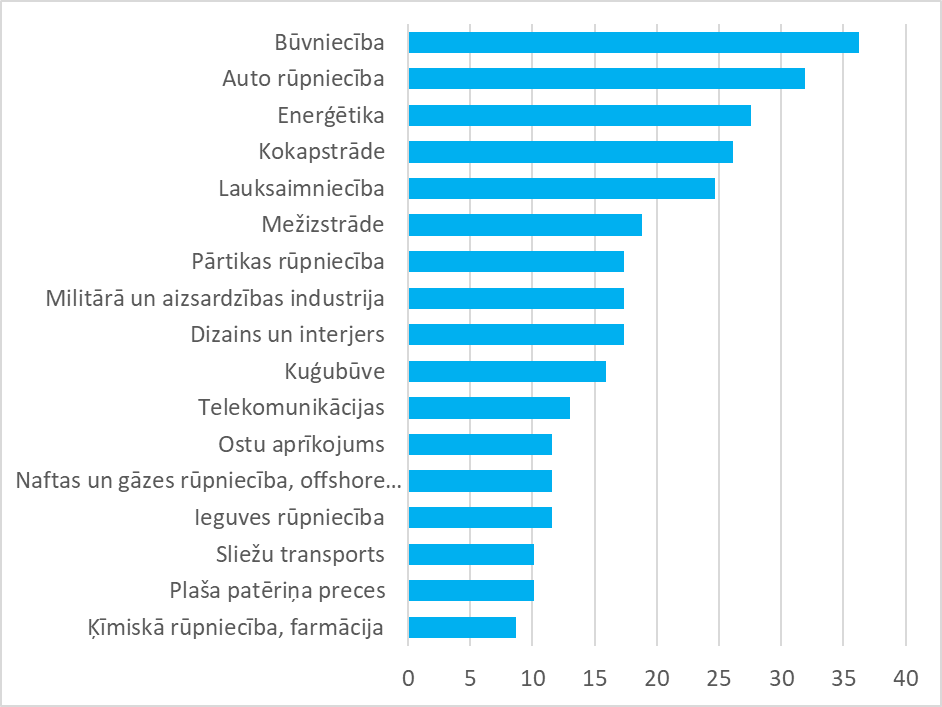 Būvniecība
Auto rūpniecība
Enerģētika
Kokapstrāde
Lauksaimniecība
Mežizstrāde
Pārtikas rūpniecība
Militārā un aizsardzības industrija
Dizains un interjers
Kuģubūve
Telekomunikācijas
Ostu aprīkojums
Naftas un gāzes rūpniecība, offshore…
Ieguves rūpniecība
Sliežu transports
Plaša patēriņa preces
Ķīmiskā rūpniecība, farmācija
0 5 10 15 20 25 30 35 40